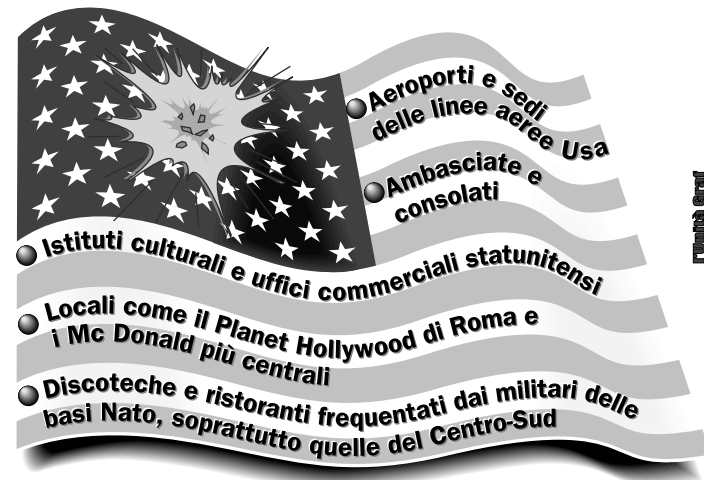 Aeroporti e sedi
delle linee aeree Usa
Ambasciate e
consolati
Istituti culturali e uffici commerciali statunitensi
Locali come il Planet Hollywood di Roma e
i Mc Donald più centrali
Discoteche e ristoranti frequentati dai militari delle
basi Nato, soprattutto quelle del Centro-Sud
l'Unità Graf